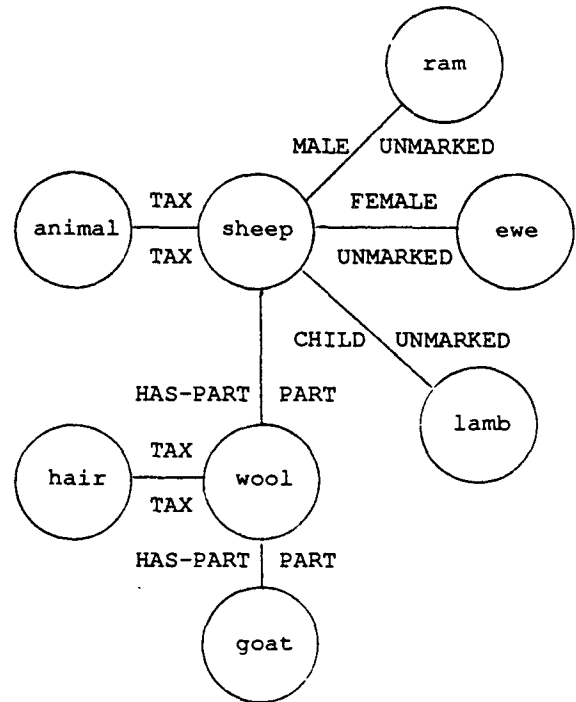 ram
MALE UNMARKED
TAX FEMALE
animal sheep ewe
TAX UNMARKED
CHILD UNMARKED
HAS-PART PART
lamb
TAX
hair wool
TAX
HAS-PART PART
goat